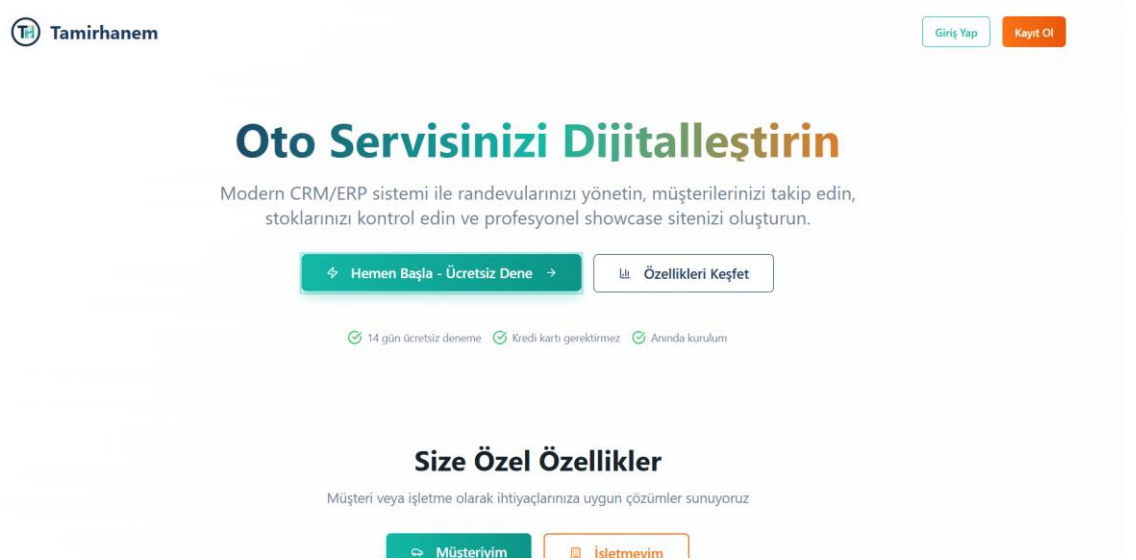 TH Tamirhanem
Giriş Yap
Kayıt Ol
Oto Servisinizi Dijitalleştirin
Modern CRM/ERP sistemi ile randevularınızı yönetin, müşterilerinizi takip edin,
stoklarınızı kontrol edin ve profesyonel showcase sitenizi oluşturun.
Hemen Başla - Ücretsiz Dene →
Özellikleri Keşfet
14 gün ücretsiz deneme
Kredi kartı gerektirmez
Anında kurulum
Size Özel Özellikler
Müşteri veya işletme olarak ihtiyaçlarınıza uygun çözümler sunuyoruz
Müşteriyim
İşletmeyim